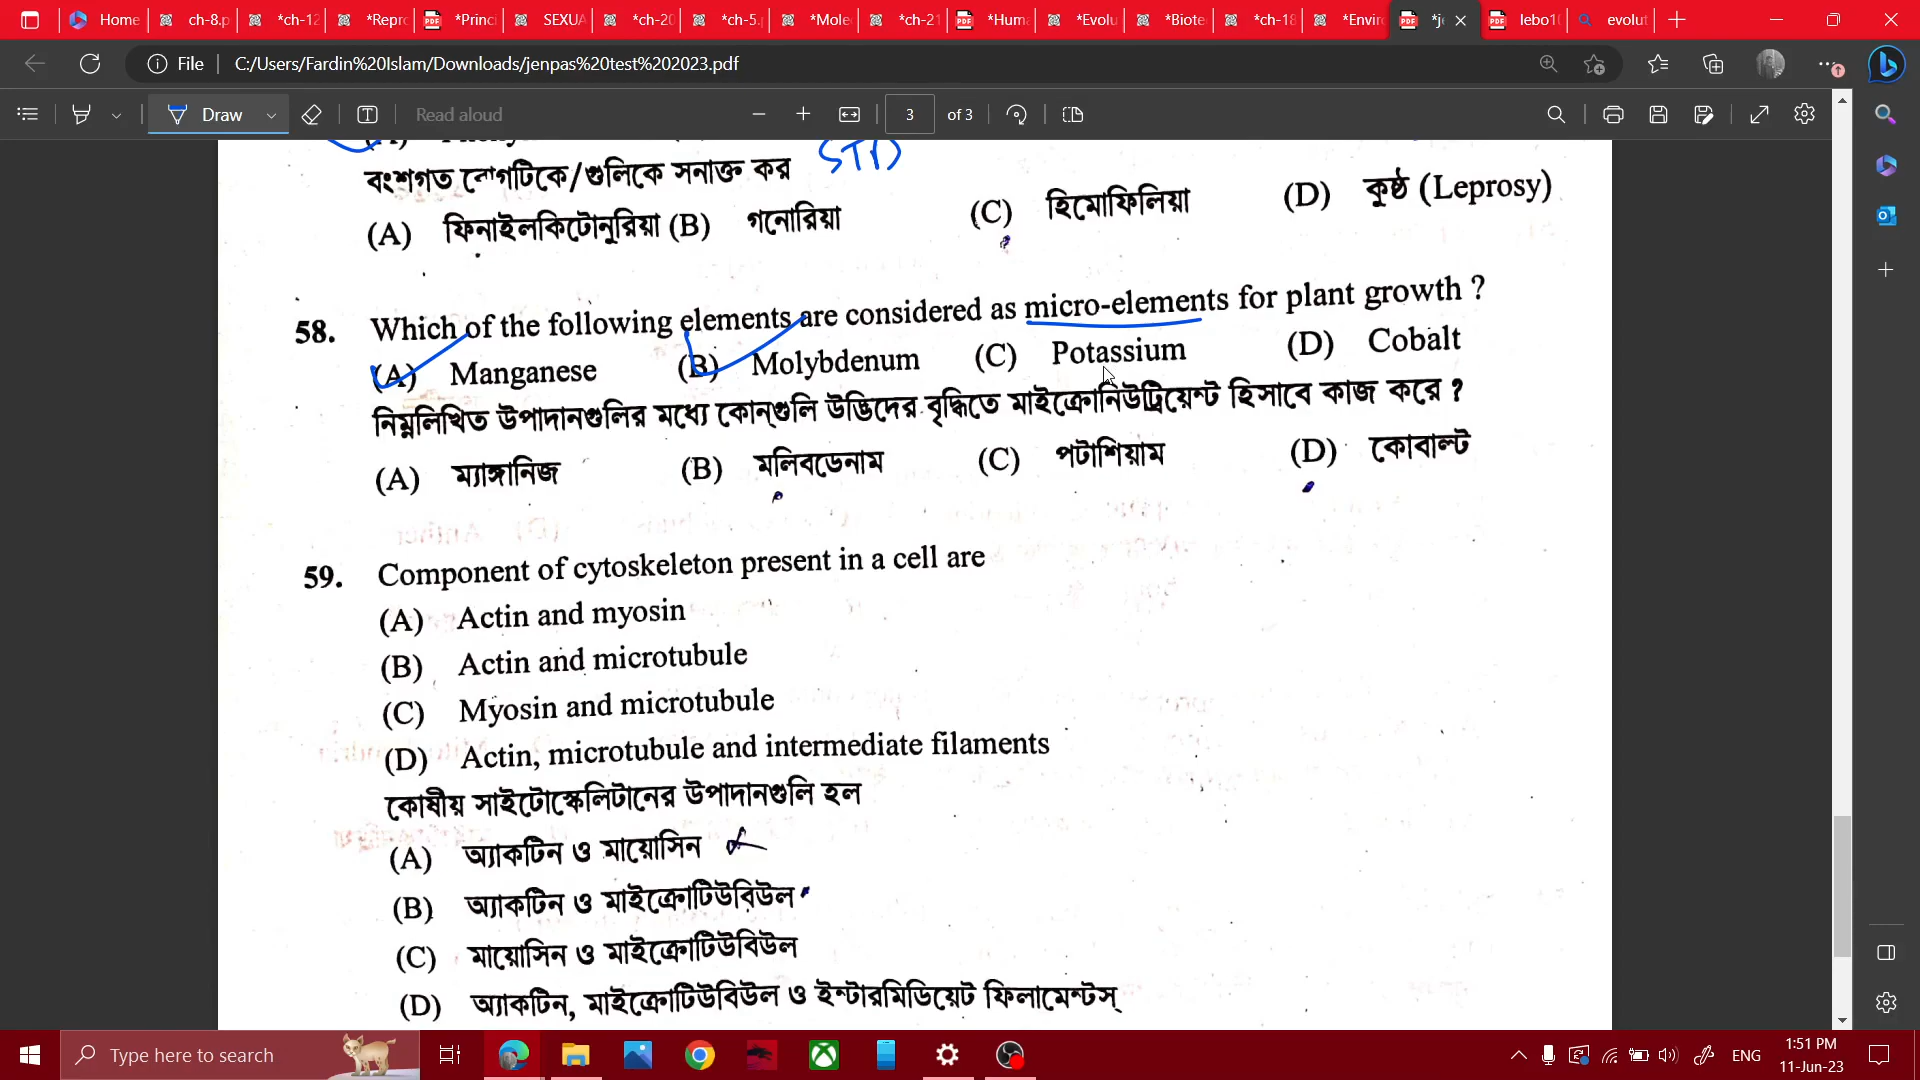 Home
ch-8.p
*ch-12
*Repro
*Princi
SEXUA
*ch-20
*ch-5.p
*Mole
*ch-21
*Huma
*Evolu
*Biote
*ch-18
*Enviro
*je
lebo10
evolut
File
C:/Users/Fardin%20Islam/Downloads/jenpas%20test%202023.pdf
Draw
Read aloud
3 of 3
STD
বংশগত রোগটিকে/গুলিকে সনাক্ত কর
(A) ফিনাইলকিটোনুরিয়া (B) গনোরিয়া (C) হিমোফিলিয়া (D) কুষ্ঠ (Leprosy)
58. Which of the following elements are considered as micro-elements for plant growth ?
(A) Manganese (B) Molybdenum (C) Potassium (D) Cobalt
নিম্নলিখিত উপাদানগুলির মধ্যে কোন্‌গুলি উদ্ভিদের বৃদ্ধিতে মাইক্রোনিউট্রিয়েন্ট হিসাবে কাজ করে ?
(A) ম্যাঙ্গানিজ (B) মলিবডেনাম (C) পটাশিয়াম (D) কোবাল্ট
59. Component of cytoskeleton present in a cell are
(A) Actin and myosin
(B) Actin and microtubule
(C) Myosin and microtubule
(D) Actin, microtubule and intermediate filaments
কোষীয় সাইটোস্কেলিটানের উপাদানগুলি হল
(A) অ্যাকটিন ও মায়োসিন
(B) অ্যাকটিন ও মাইক্রোটিউবিউল
(C) মায়োসিন ও মাইক্রোটিউবিউল
(D) অ্যাকটিন, মাইক্রোটিউবিউল ও ইন্টারমিডিয়েট ফিলামেন্টস্
Type here to search
ENG
1:51 PM
11-Jun-23